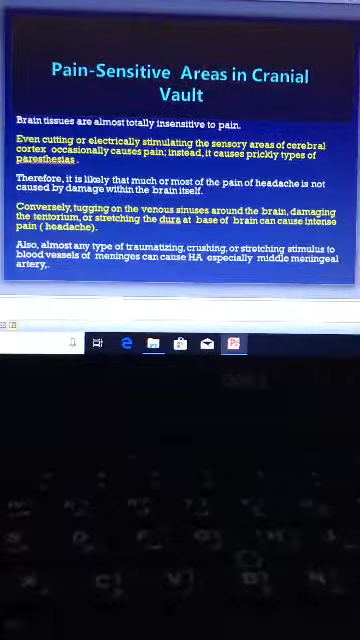 Pain-Sensitive Areas in Cranial
Vault
Brain tissues are almost totally insensitive to pain.
Even cutting or electrically stimulating the sensory areas of cerebral
cortex occasionally causes pain; instead, it causes prickly types of
paresthesias .
Therefore, it is likely that much or most of the pain of headache is not
caused by damage within the brain itself.
Conversely, tugging on the venous sinuses around the brain, damaging
the tentorium, or stretching the dura at base of brain can cause intense
pain ( headache).
Also, almost any type of traumatizing, crushing, or stretching stimulus to
blood vessels of meninges can cause HA especially middle meningeal
artery,.